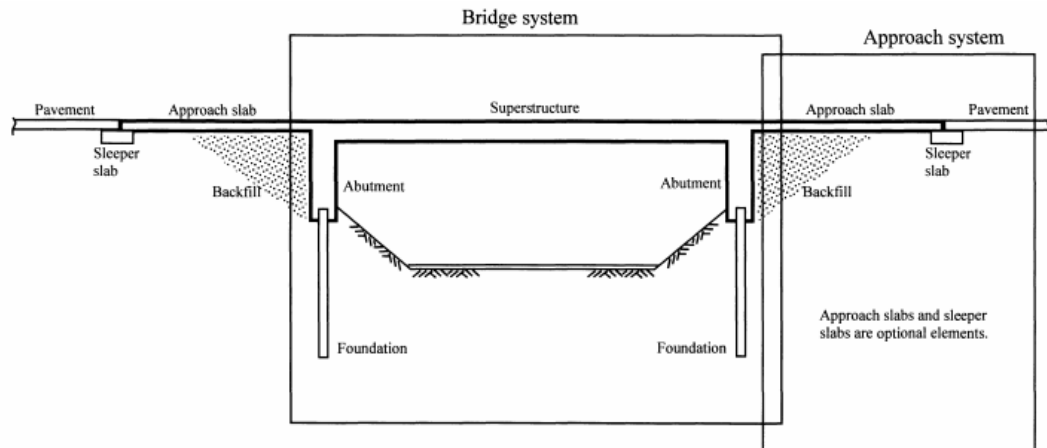 Bridge system
Approach system
Pavement
Approach slab
Superstructure
Approach slab
Pavement
Sleeper
slab
Sleeper
slab
Backfill
Abutment
Abutment
Backfill
Approach slabs and sleeper
slabs are optional elements.
Foundation
Foundation